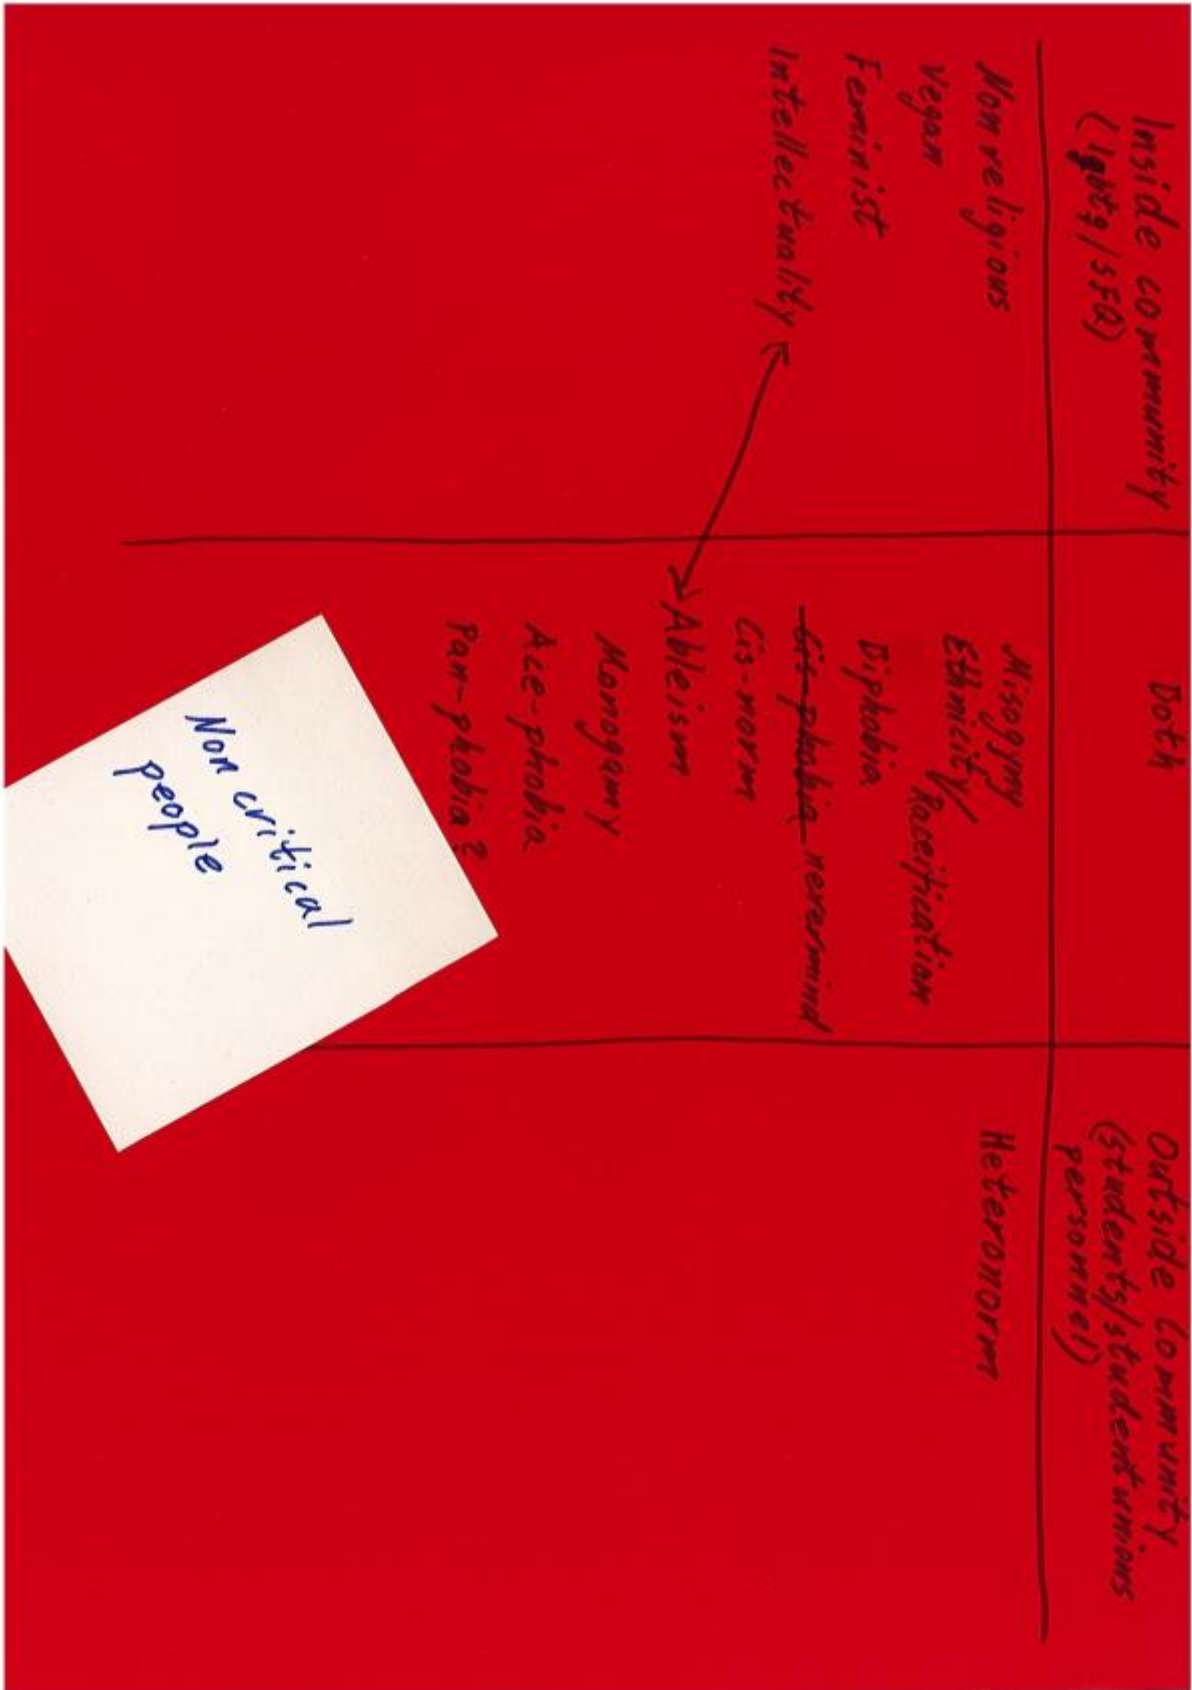 Inside community
(lgbtq/SFQ)
Non religious
Vegan
Feminist
Intellectuality
Both
Misogyny
Ethnicity/
Raceification
Biphobia
Cis-phobia nevermind
Cis-norm
Ableism
Monogamy
Ace-phobia
Pan-phobia?
Outside Community
(students/student unions
personnel)
Heteronorm
Non critical
people